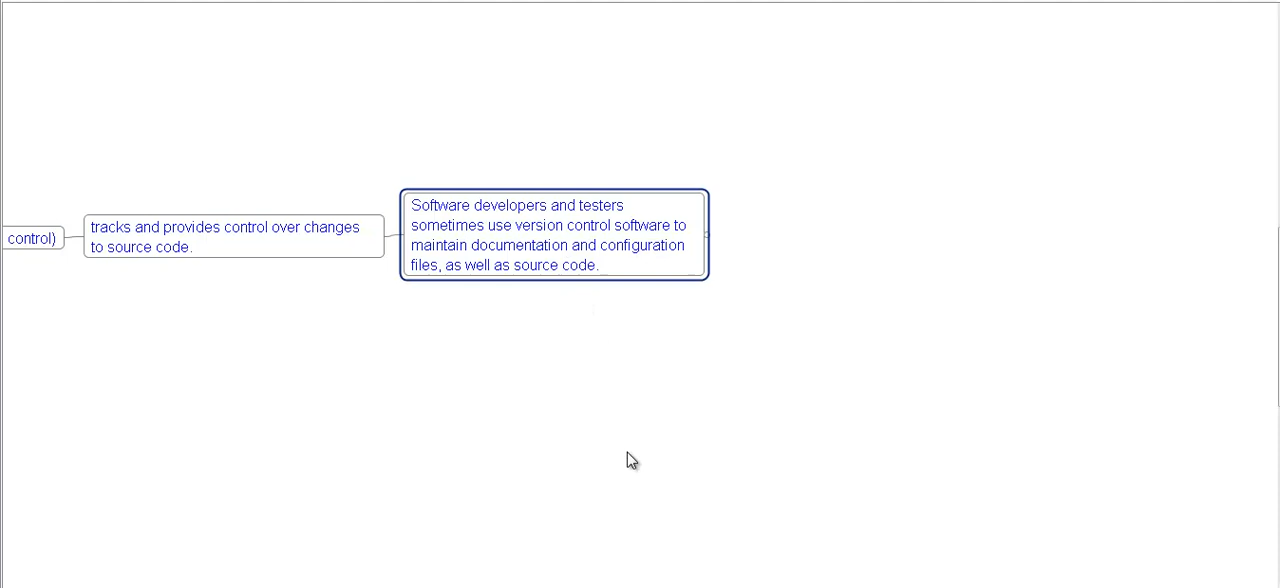 control)
tracks and provides control over changes
to source code.
Software developers and testers
sometimes use version control software to
maintain documentation and configuration
files, as well as source code.